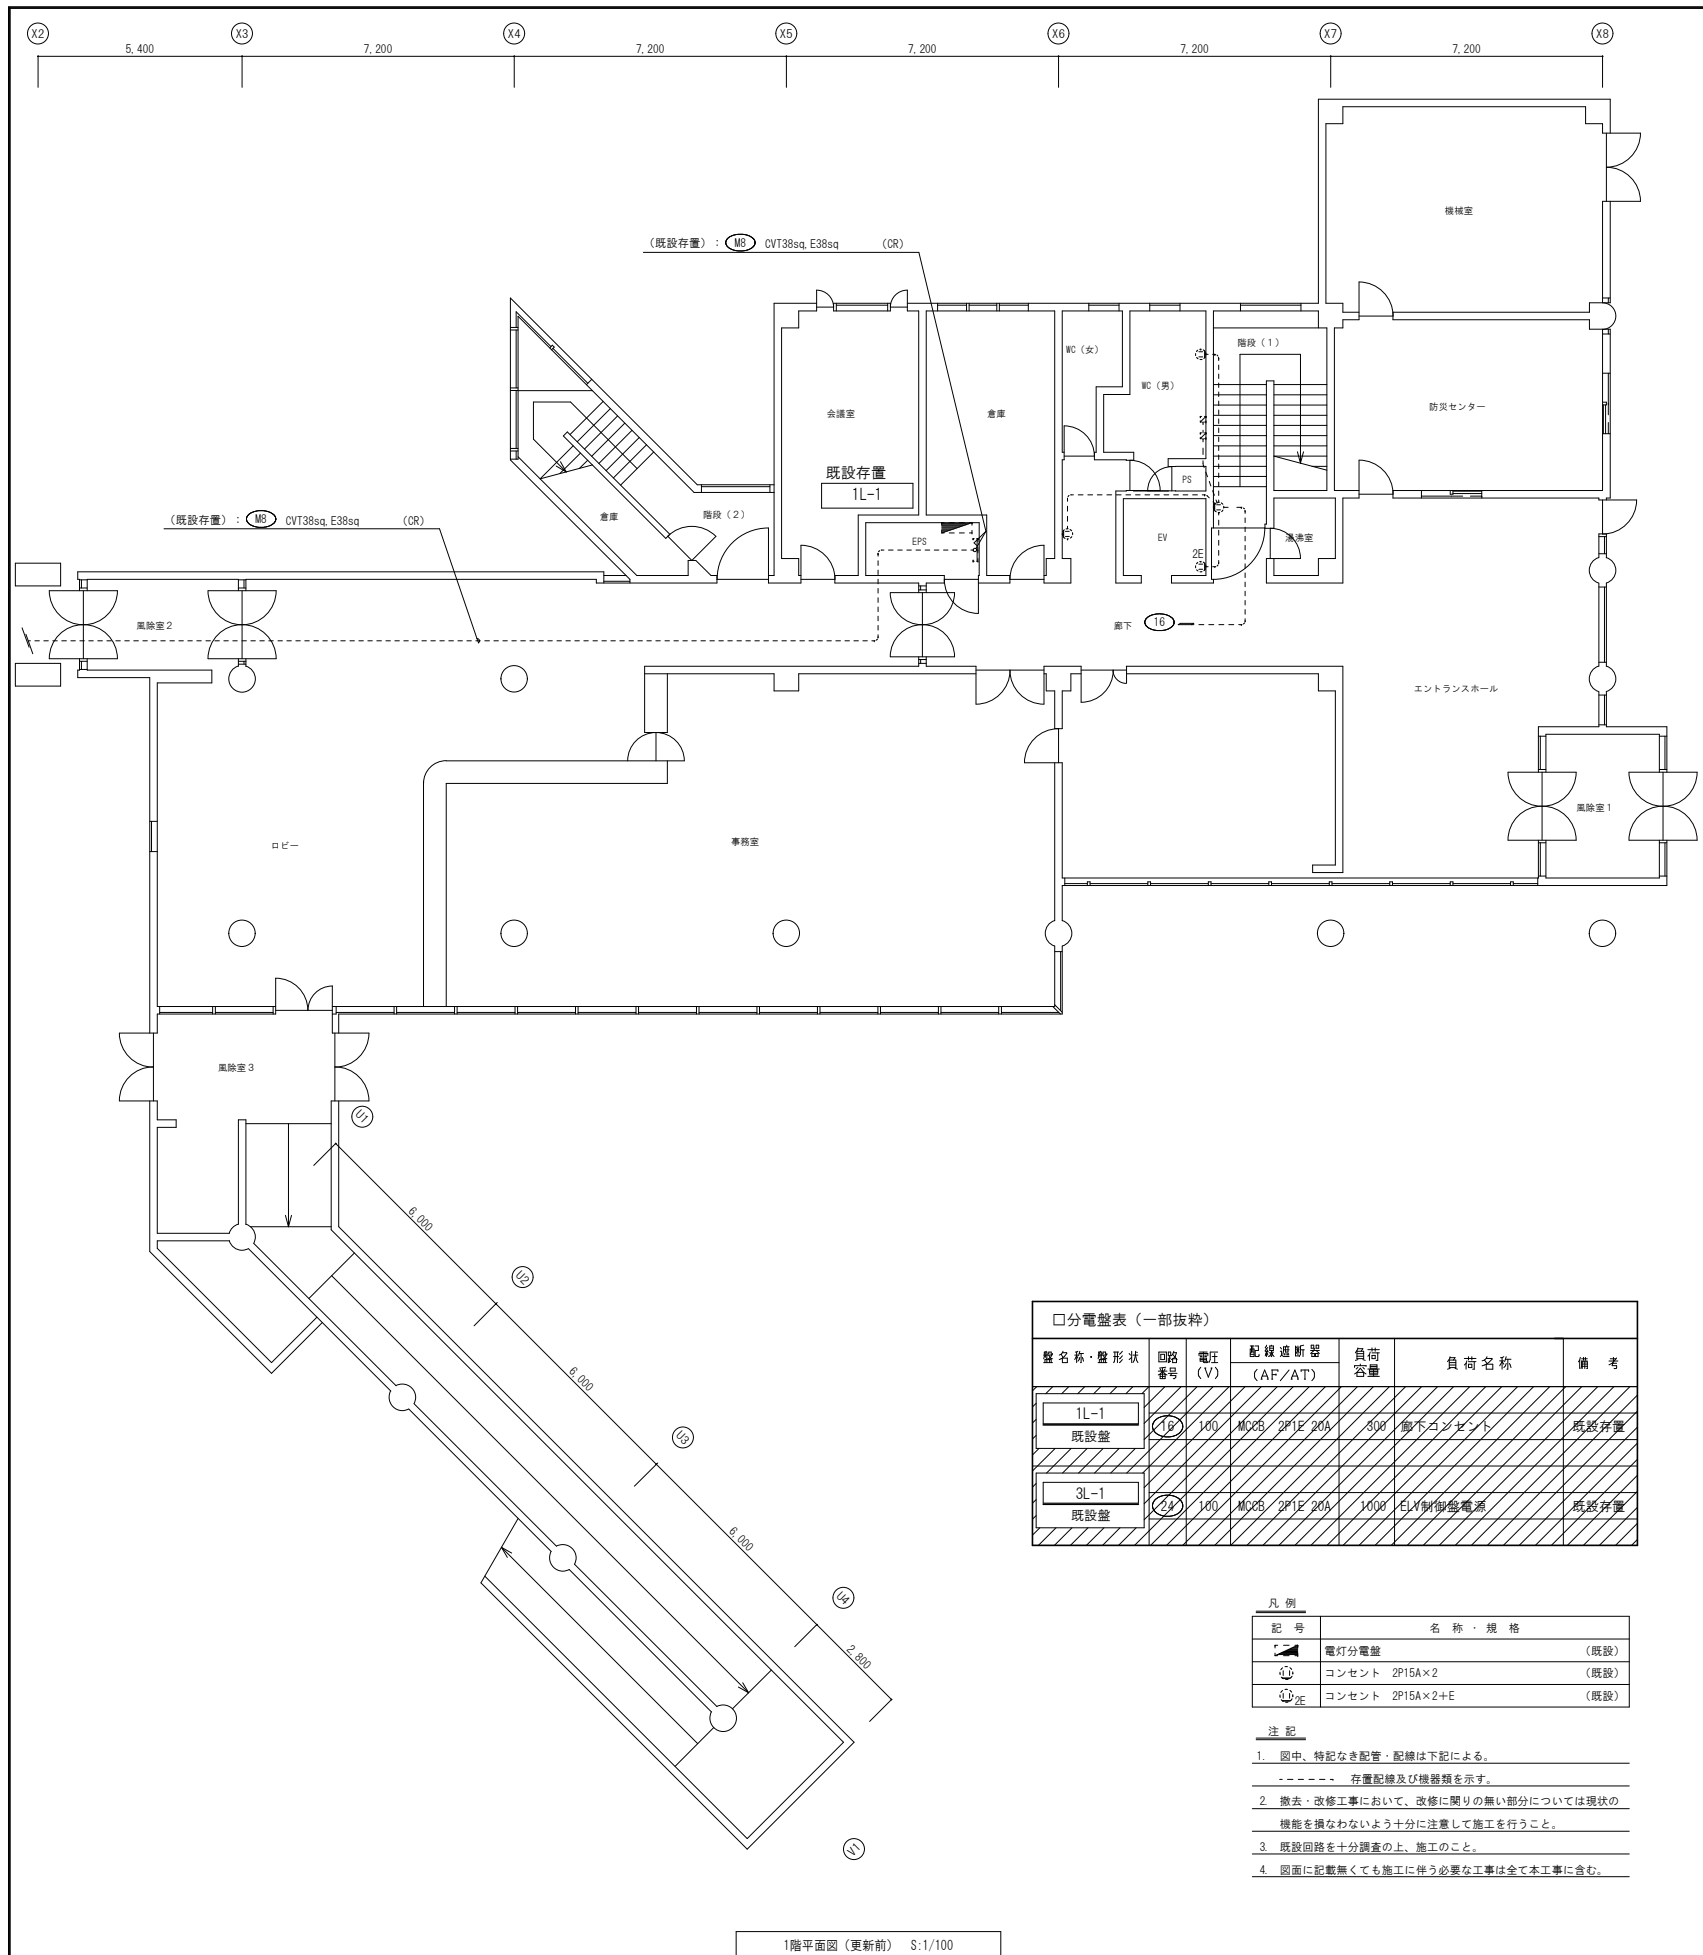 X2 X3 X4 X5 X6 X7 X8
5,400 7,200 7,200 7,200 7,200 7,200
機械室
(既設存置) : M8 CVT38sq, E38sq (CR)
WC (女)
階段 (1)
WC (男)
会議室
倉庫
防災センター
既設存置
1L-1
PS
(既設存置) : M8 CVT38sq, E38sq (CR)
倉庫
階段 (2)
EPS
EV
2E
湯沸室
風除室2
廊下 16
エントランスホール
風除室1
ロビー
事務室
風除室3
U1
6,000
U2
6,000
U3
6,000
U4
2,800
V1
□分電盤表 (一部抜粋)
盤名称・盤形状 回路番号 電圧(V) 配線遮断器(AF/AT) 負荷容量 負荷名称 備考
1L-1 既設盤 16 100 MCCB 2P1E 20A 300 廊下コンセント 既設存置
3L-1 既設盤 24 100 MCCB 2P1E 20A 1000 ELV制御盤電源 既設存置
凡例
記号 名称・規格
電灯分電盤 (既設)
コンセント 2P15A×2 (既設)
2E コンセント 2P15A×2+E (既設)
注記
1. 図中、特記なき配管・配線は下記による。
------- 存置配線及び機器類を示す。
2. 撤去・改修工事において、改修に関りの無い部分については現状の
機能を損なわないよう十分に注意して施工を行うこと。
3. 既設回路を十分調査の上、施工のこと。
4. 図面に記載無くても施工に伴う必要な工事は全て本工事に含む。
1階平面図 (更新前) S:1/100